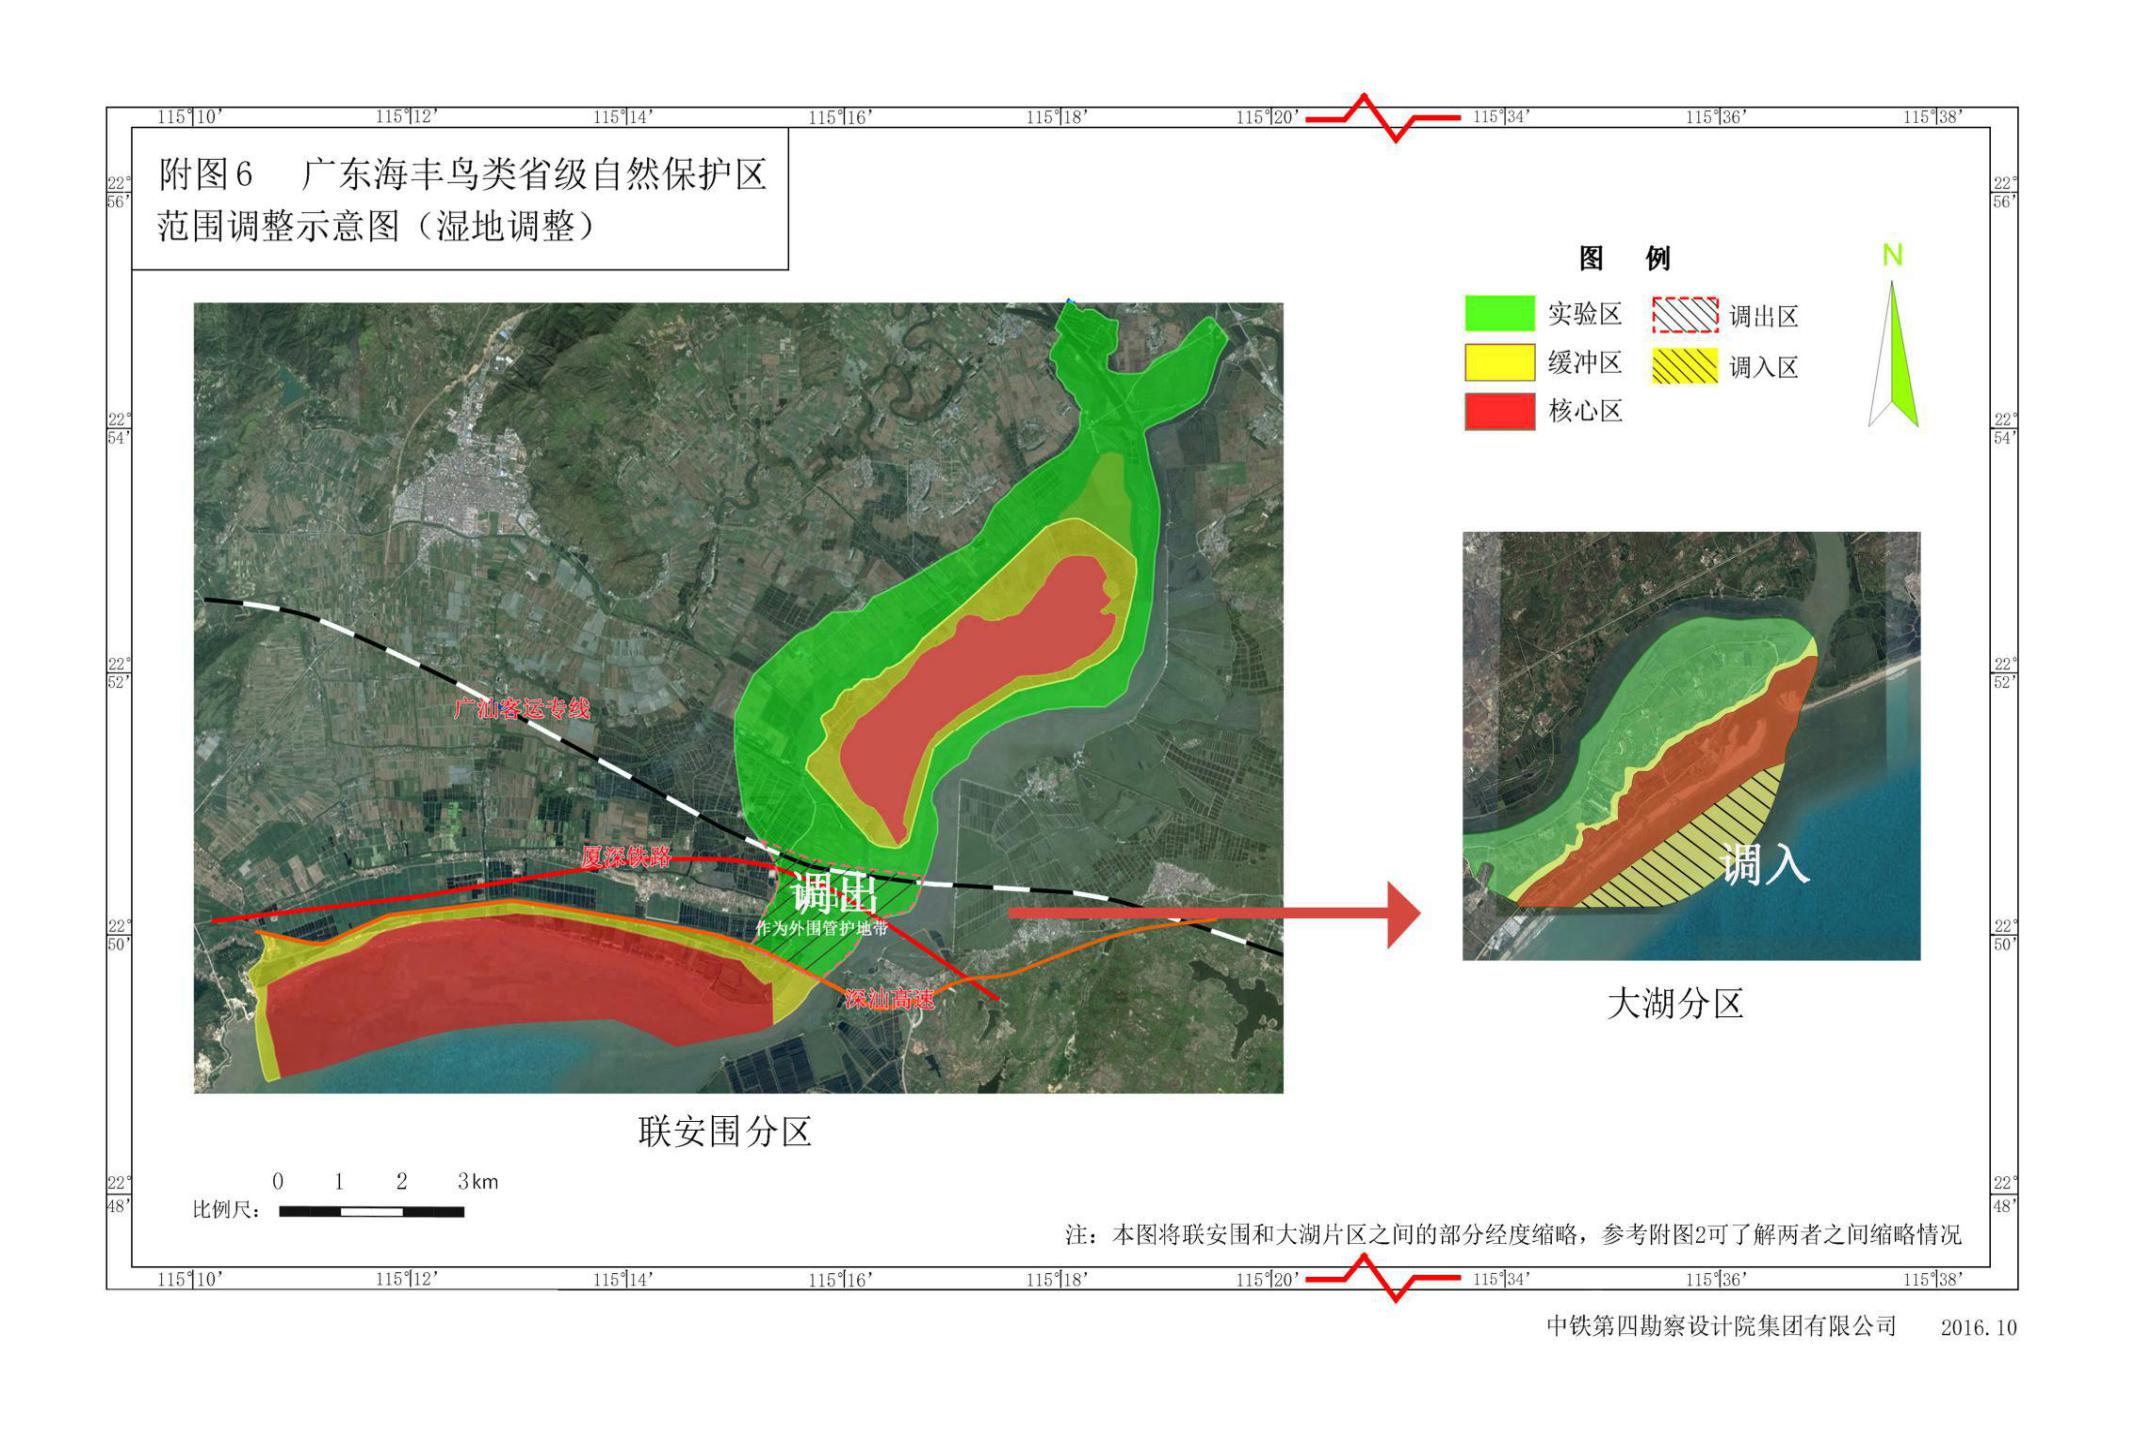 115°10′ 115°12′ 115°14′ 115°16′ 115°18′ 115°20′ 115°34′ 115°36′ 115°38′
附图6 广东海丰鸟类省级自然保护区
范围调整示意图（湿地调整）
22°56′ 22°56′
图 例
N
实验区 调出区
缓冲区 调入区
核心区
22°54′ 22°54′
22°52′ 22°52′
广汕客运专线
厦深铁路
调出
作为外围管护地带
调入
22°50′ 22°50′
深汕高速
大湖分区
联安围分区
0 1 2 3km
比例尺：
22°48′ 22°48′
注：本图将联安围和大湖片区之间的部分经度缩略，参考附图2可了解两者之间缩略情况
115°10′ 115°12′ 115°14′ 115°16′ 115°18′ 115°20′ 115°34′ 115°36′ 115°38′
中铁第四勘察设计院集团有限公司 2016.10